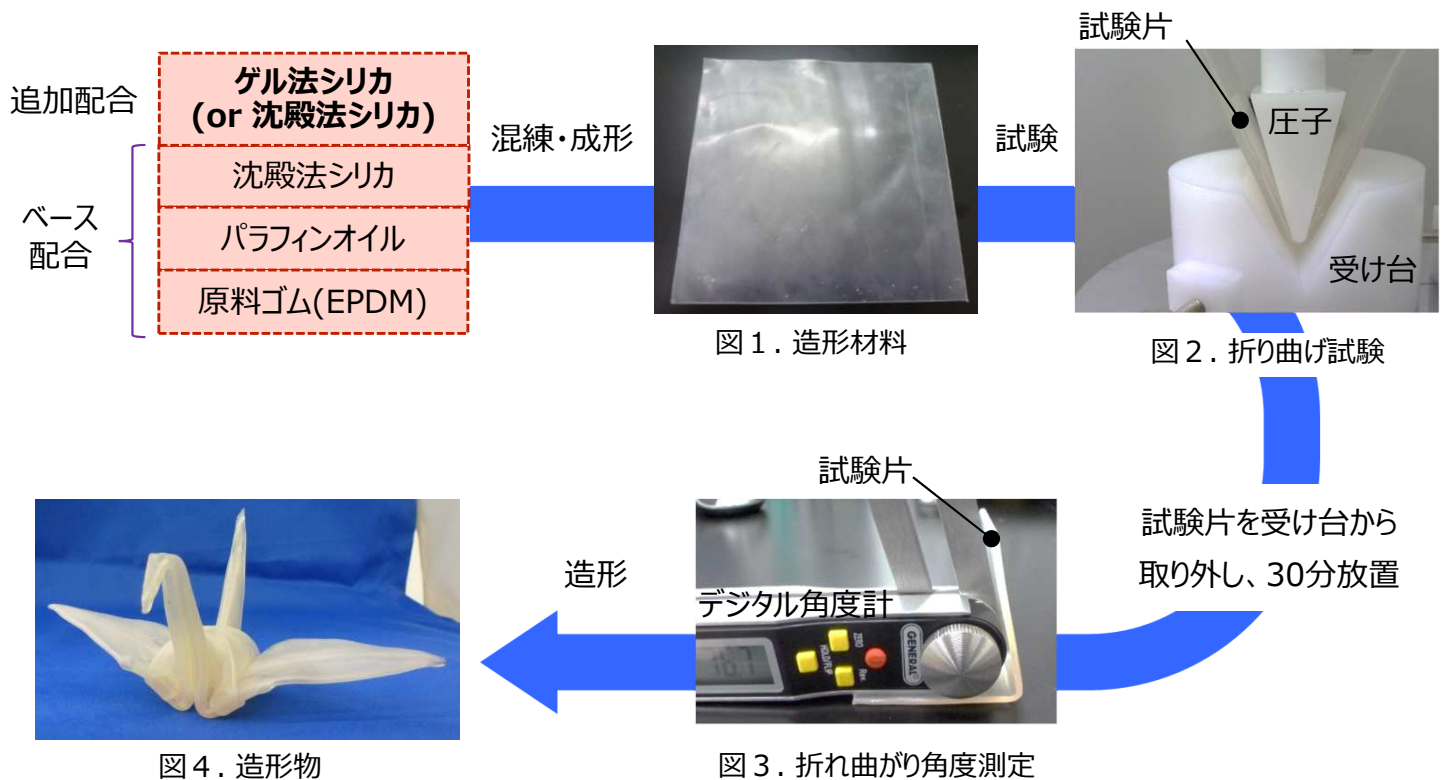 追加配合
ゲル法シリカ
(or 沈殿法シリカ)
ベース
配合
沈殿法シリカ
パラフィンオイル
原料ゴム(EPDM)
混練・成形
図1. 造形材料
試験
試験片
圧子
受け台
図2. 折り曲げ試験
試験片を受け台から
取り外し、30分放置
試験片
デジタル角度計
ZERO
HOLD/FLIP
Rev.
GENERAL
図3. 折れ曲がり角度測定
造形
図4. 造形物